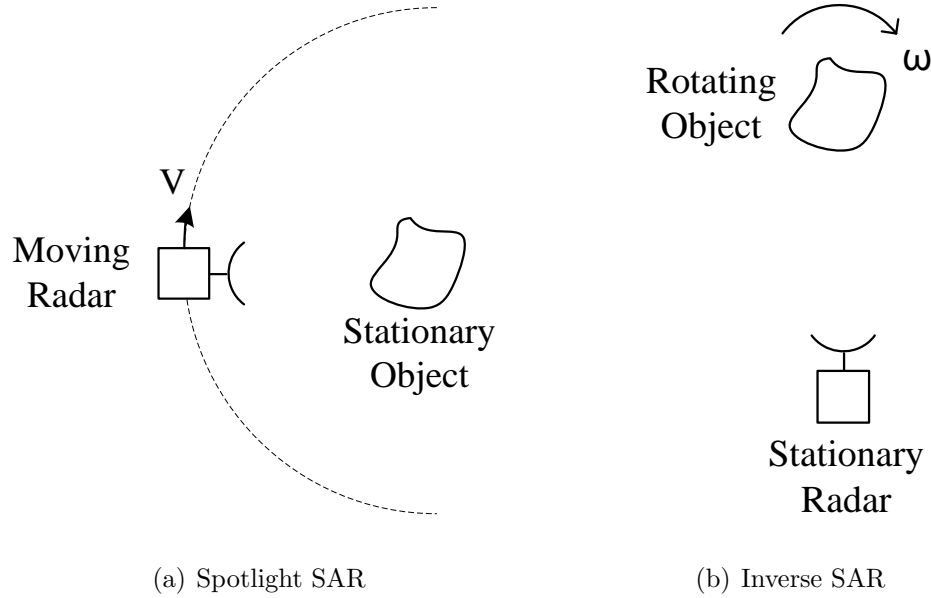 V
Moving
Radar
Stationary
Object
(a) Spotlight SAR
ω
Rotating
Object
Stationary
Radar
(b) Inverse SAR